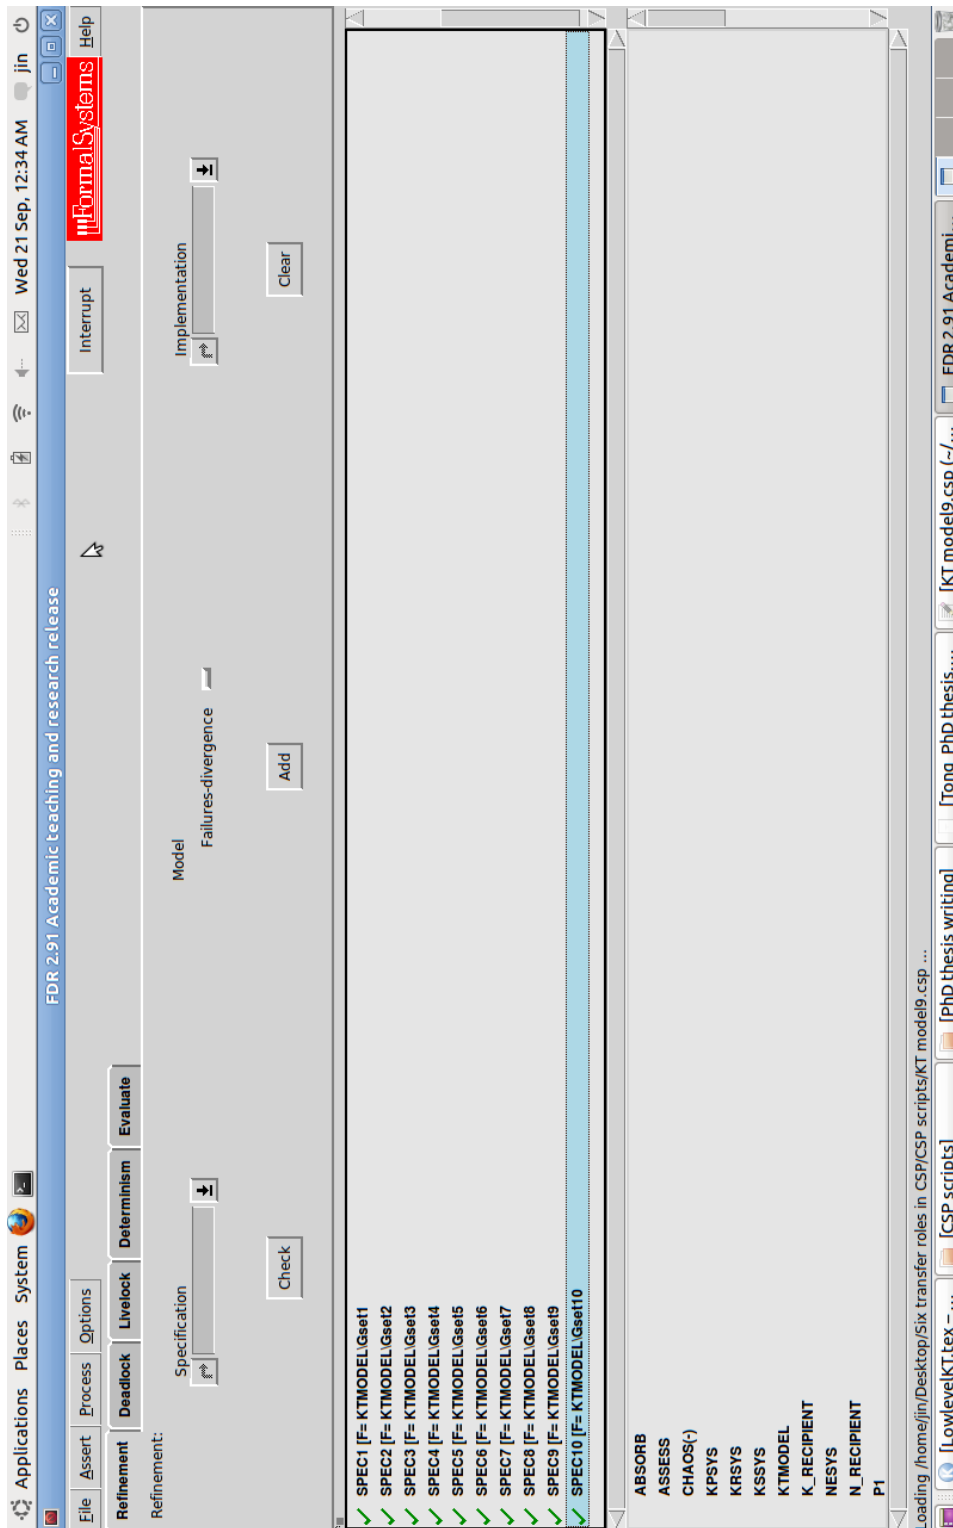 Applications Places System Wed 21 Sep, 12:34 AM jin
FDR 2.91 Academic teaching and research release
File Assert Process Options Interrupt FormalSystems Help
Refinement Deadlock Livelock Determinism Evaluate
Refinement:
Specification Model Implementation
Failures-divergence
Check Add Clear
SPEC1 [F= KTMODEL\Gset1
SPEC2 [F= KTMODEL\Gset2
SPEC3 [F= KTMODEL\Gset3
SPEC4 [F= KTMODEL\Gset4
SPEC5 [F= KTMODEL\Gset5
SPEC6 [F= KTMODEL\Gset6
SPEC7 [F= KTMODEL\Gset7
SPEC8 [F= KTMODEL\Gset8
SPEC9 [F= KTMODEL\Gset9
SPEC10 [F= KTMODEL\Gset10
ABSORB
ASSESS
CHAOS(-)
KPSYS
KRSYS
KSSYS
KTMODEL
K_RECIPIENT
NESYS
N_RECIPIENT
P1
Loading /home/jin/Desktop/Six transfer roles in CSP/CSP scripts/KT model9.csp ...
[LowlevelKT.tex – ... [CSP scripts] [PhD thesis writing] [Tong_PhD thesis.... [KT model9.csp (~/... FDR 2.91 Academi...